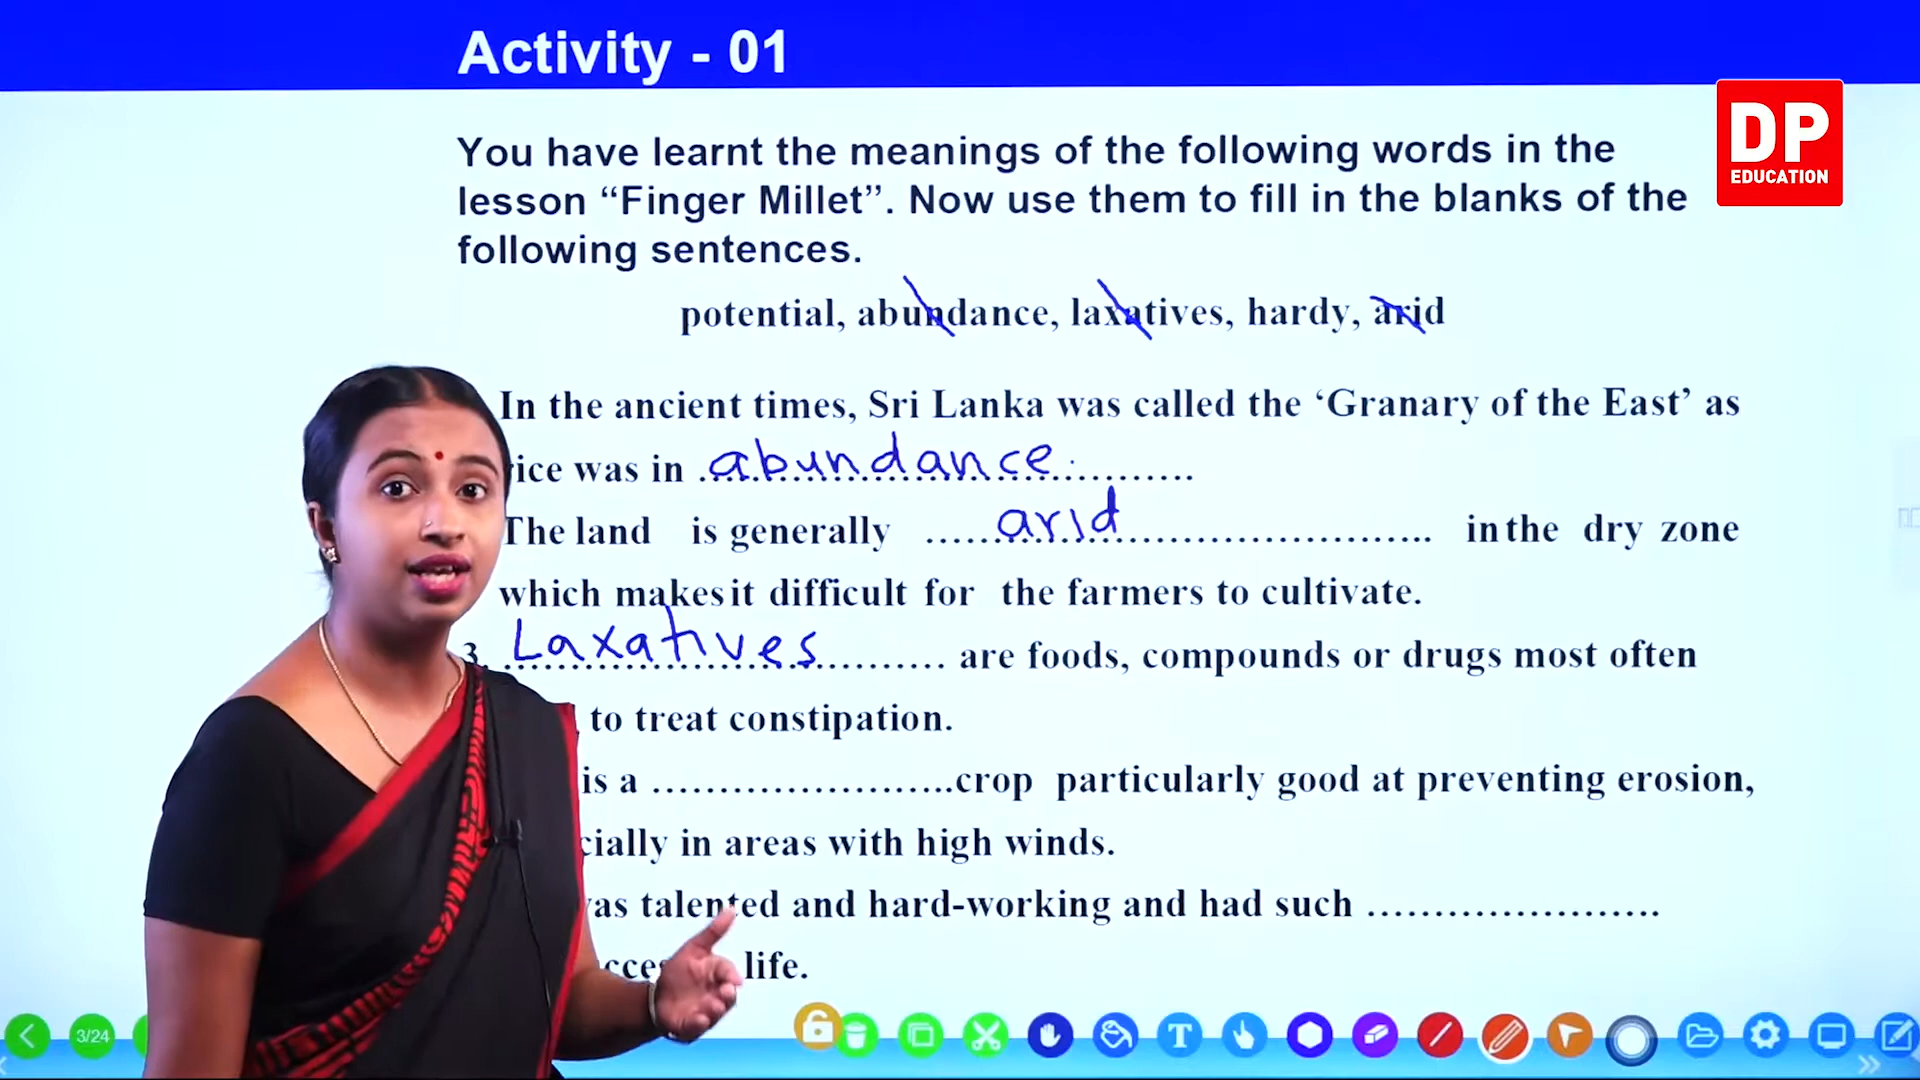 Activity - 01
DP
EDUCATION
You have learnt the meanings of the following words in the
lesson “Finger Millet”. Now use them to fill in the blanks of the
following sentences.
potential, abundance, laxatives, hardy, arid
In the ancient times, Sri Lanka was called the ‘Granary of the East’ as
rice was in abundance.
The land is generally arid in the dry zone
which makes it difficult for the farmers to cultivate.
3. Laxatives are foods, compounds or drugs most often
to treat constipation.
is a ........................crop particularly good at preventing erosion,
cially in areas with high winds.
was talented and hard-working and had such ........................
life.
3/24
T